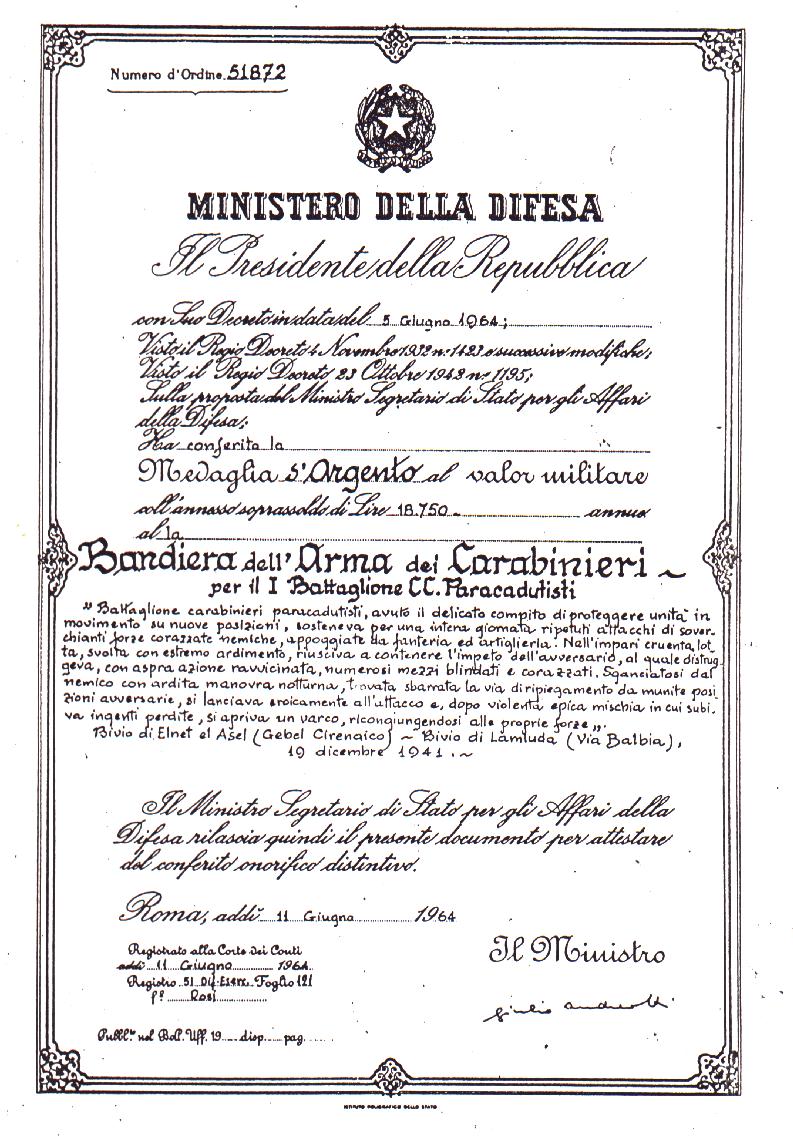 Numero d'Ordine 51872
MINISTERO DELLA DIFESA
Il Presidente della Repubblica
con Suo Decreto in data del 5 Giugno 1964;
Visto il Regio Decreto 4 Novembre 1932 n. 1423 e successive modifiche;
Visto il Regio Decreto 23 Ottobre 1942 n. 1195;
Sulla proposta del Ministro Segretario di Stato per gli Affari
della Difesa;
Ha conferito la
Medaglia d'Argento al valor militare
coll'annesso soprassoldo di Lire 18.750 annue
alla
Bandiera dell'Arma dei Carabinieri ~
per il I Battaglione CC. Paracadutisti
"Battaglione carabinieri paracadutisti, avuto il delicato compito di proteggere unità in
movimento su nuove posizioni, sosteneva per una intera giornata ripetuti attacchi di sover-
chianti forze corazzate nemiche, appoggiate da fanteria ed artiglieria. Nell'impari cruenta lot-
ta, svolta con estremo ardimento, riusciva a contenere l'impeto dell'avversario, al quale distrug-
geva, con aspra azione ravvicinata, numerosi mezzi blindati e corazzati. Sganciatosi dal
nemico con ardita manovra notturna, trovata sbarrata la via di ripiegamento da munite posi-
zioni avversarie, si lanciava eroicamente all'attacco e, dopo violenta epica mischia in cui subi-
va ingenti perdite, si apriva un varco, ricongiungendosi alle proprie forze".
Bivio di Elnet el Asel (Gebel Cirenaico) ~ Bivio di Lamluda (Via Balbia),
19 dicembre 1941. ~
Il Ministro Segretario di Stato per gli Affari della
Difesa rilascia quindi il presente documento per attestare
del conferito onorifico distintivo.
Roma, addì 11 Giugno 1964
Il Ministro
Registrato alla Corte dei Conti
addì 11 Giugno 1964
Registro 51 Dif. Eserc. Foglio 121
fº Rosi
giulio andreotti
Pubblº nel Boll. Uff. 19 disp. pag.
ISTITUTO POLIGRAFICO DELLO STATO